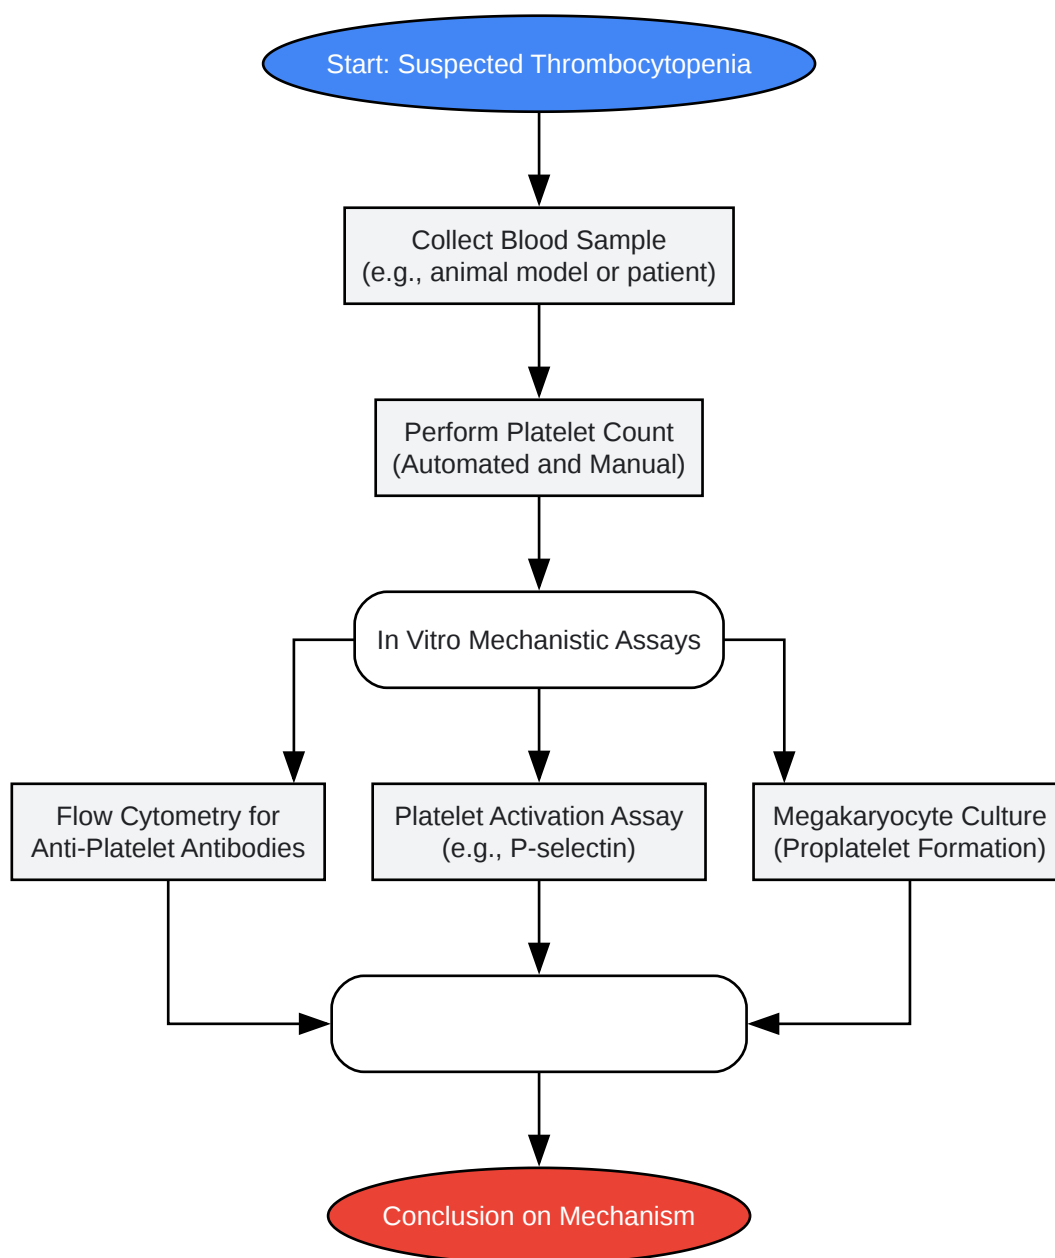 Start: Suspected Thrombocytopenia
Collect Blood Sample
(e.g., animal model or patient)
Perform Platelet Count
(Automated and Manual)
In Vitro Mechanistic Assays
Flow Cytometry for
Anti-Platelet Antibodies
Platelet Activation Assay
(e.g., P-selectin)
Megakaryocyte Culture
(Proplatelet Formation)
Conclusion on Mechanism